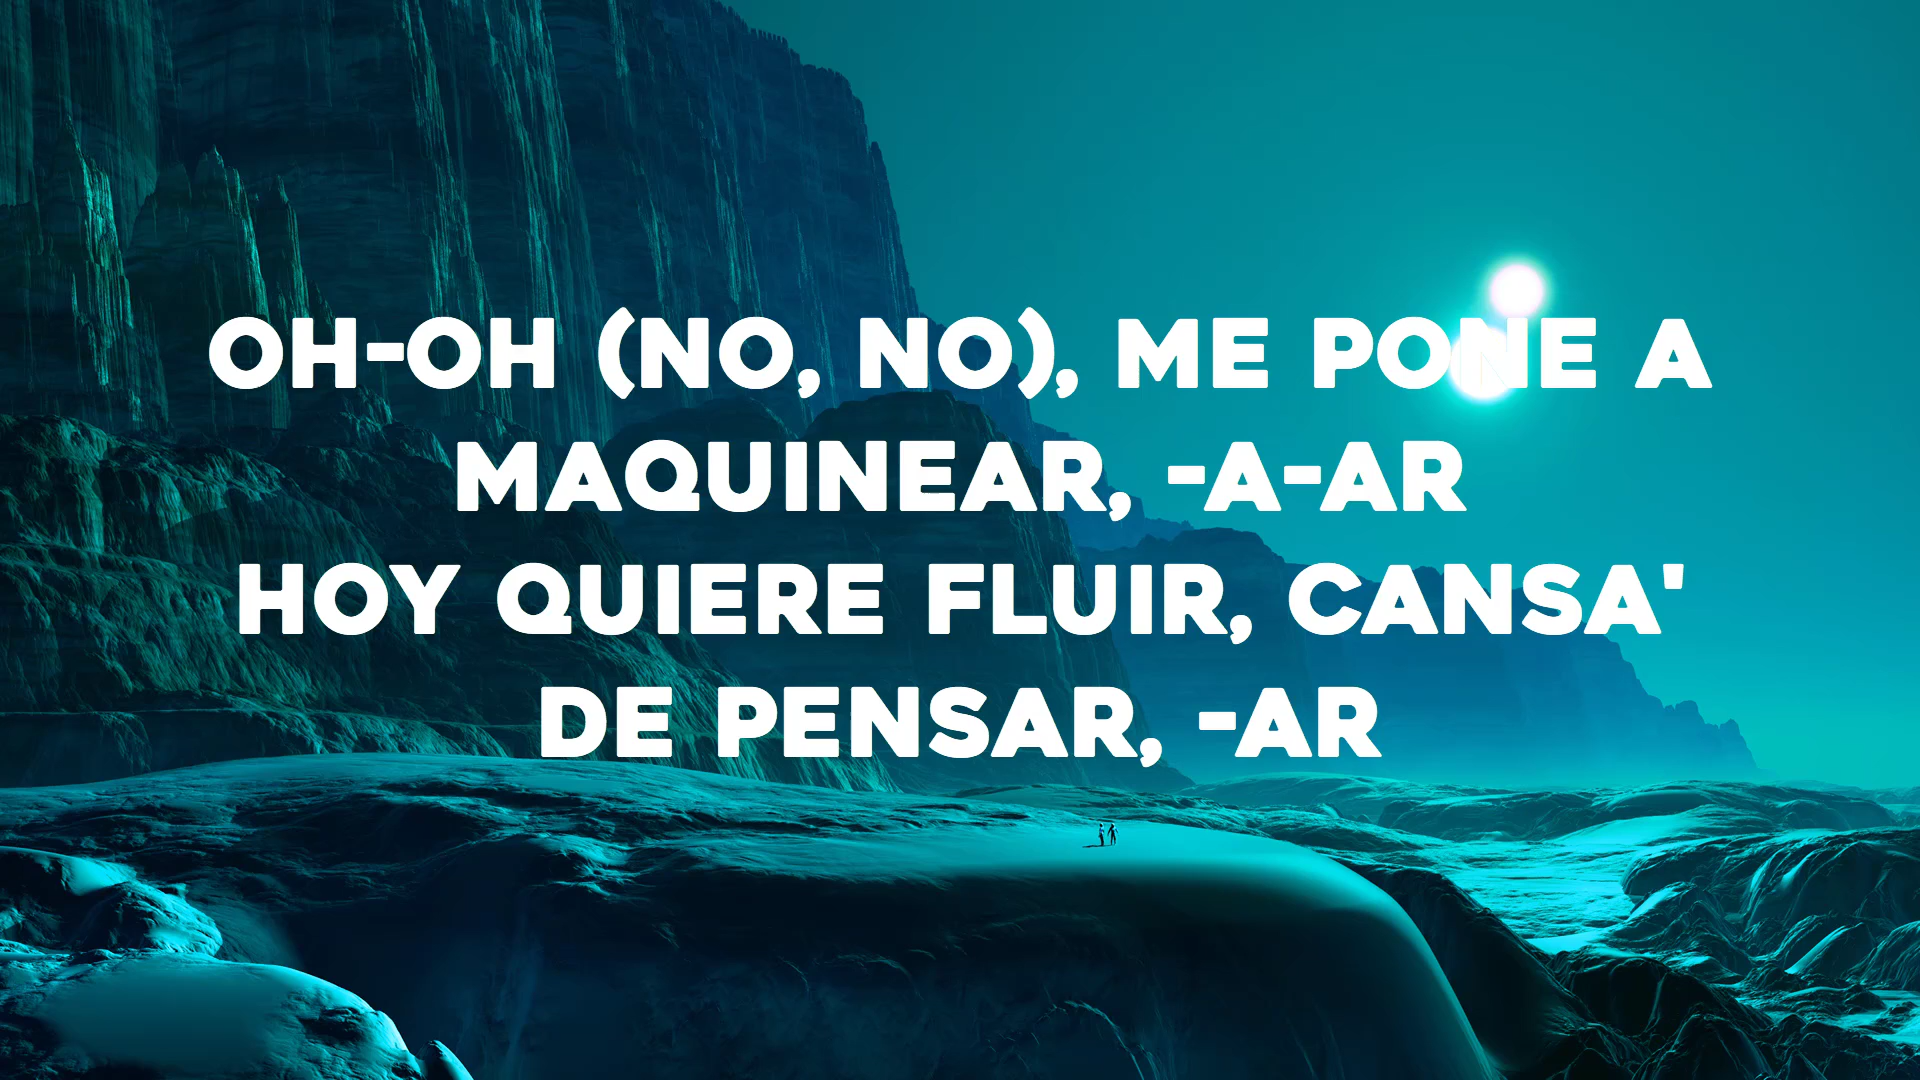 OH-OH (NO, NO), ME PONE A
MAQUINEAR, -A-AR
HOY QUIERE FLUIR, CANSA'
DE PENSAR, -AR